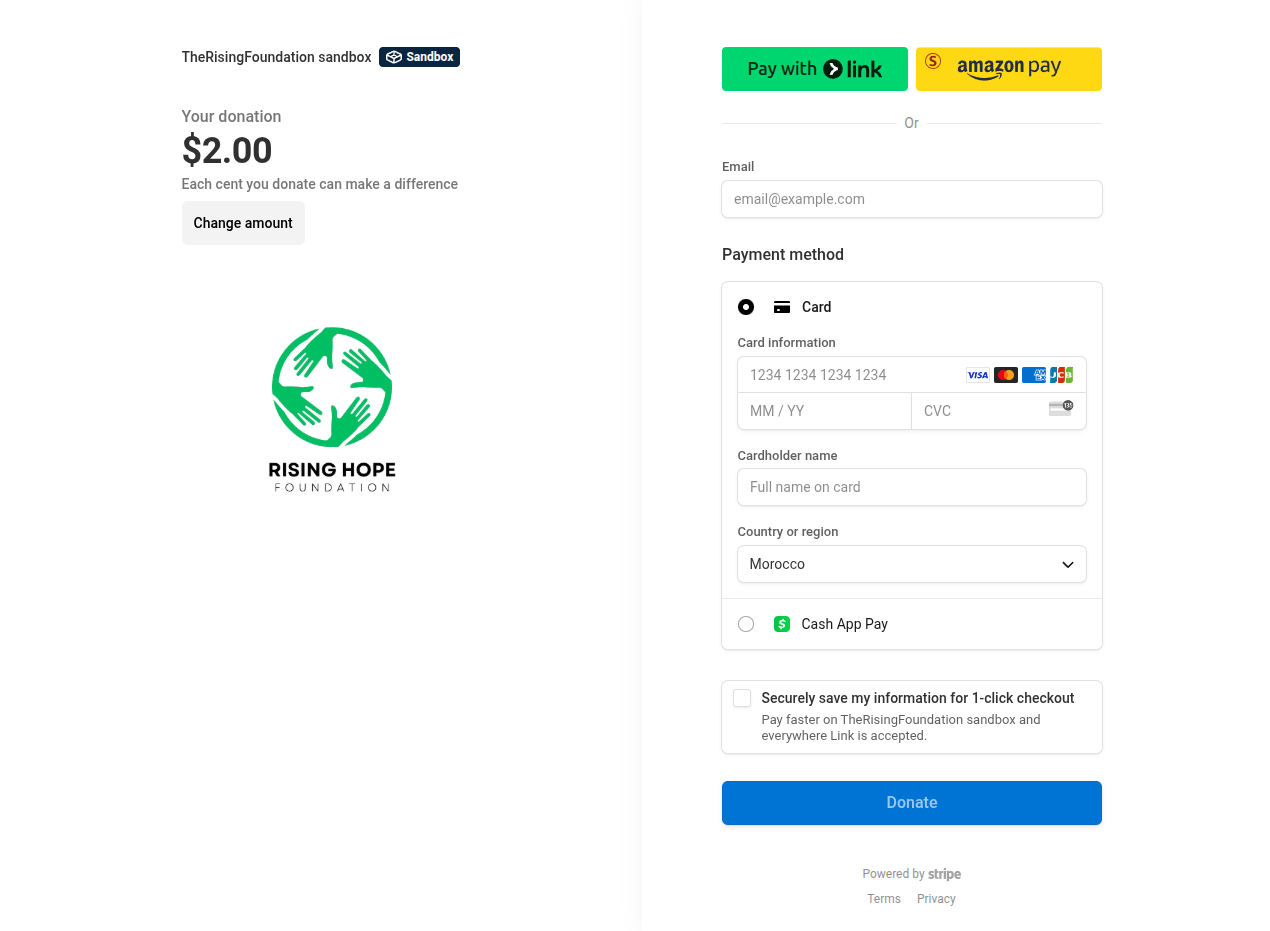 TheRisingFoundation sandbox Sandbox
Your donation
$2.00
Each cent you donate can make a difference
Change amount
RISING HOPE
FOUNDATION
Pay with link
S amazon pay
Or
Email
email@example.com
Payment method
Card
Card information
1234 1234 1234 1234 VISA AM EX JCB
MM / YY CVC 135
Cardholder name
Full name on card
Country or region
Morocco
$ Cash App Pay
Securely save my information for 1-click checkout
Pay faster on TheRisingFoundation sandbox and
everywhere Link is accepted.
Donate
Powered by stripe
Terms Privacy